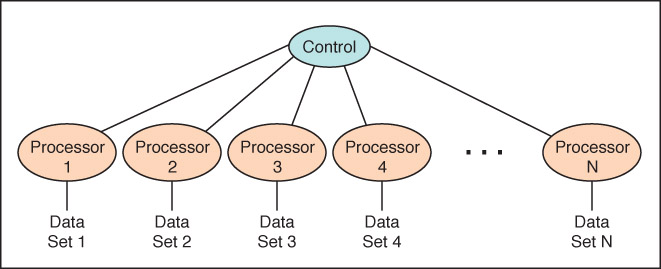 Control
Processor
1
Processor
2
Processor
3
Processor
4
. . .
Processor
N
Data
Set 1
Data
Set 2
Data
Set 3
Data
Set 4
Data
Set N